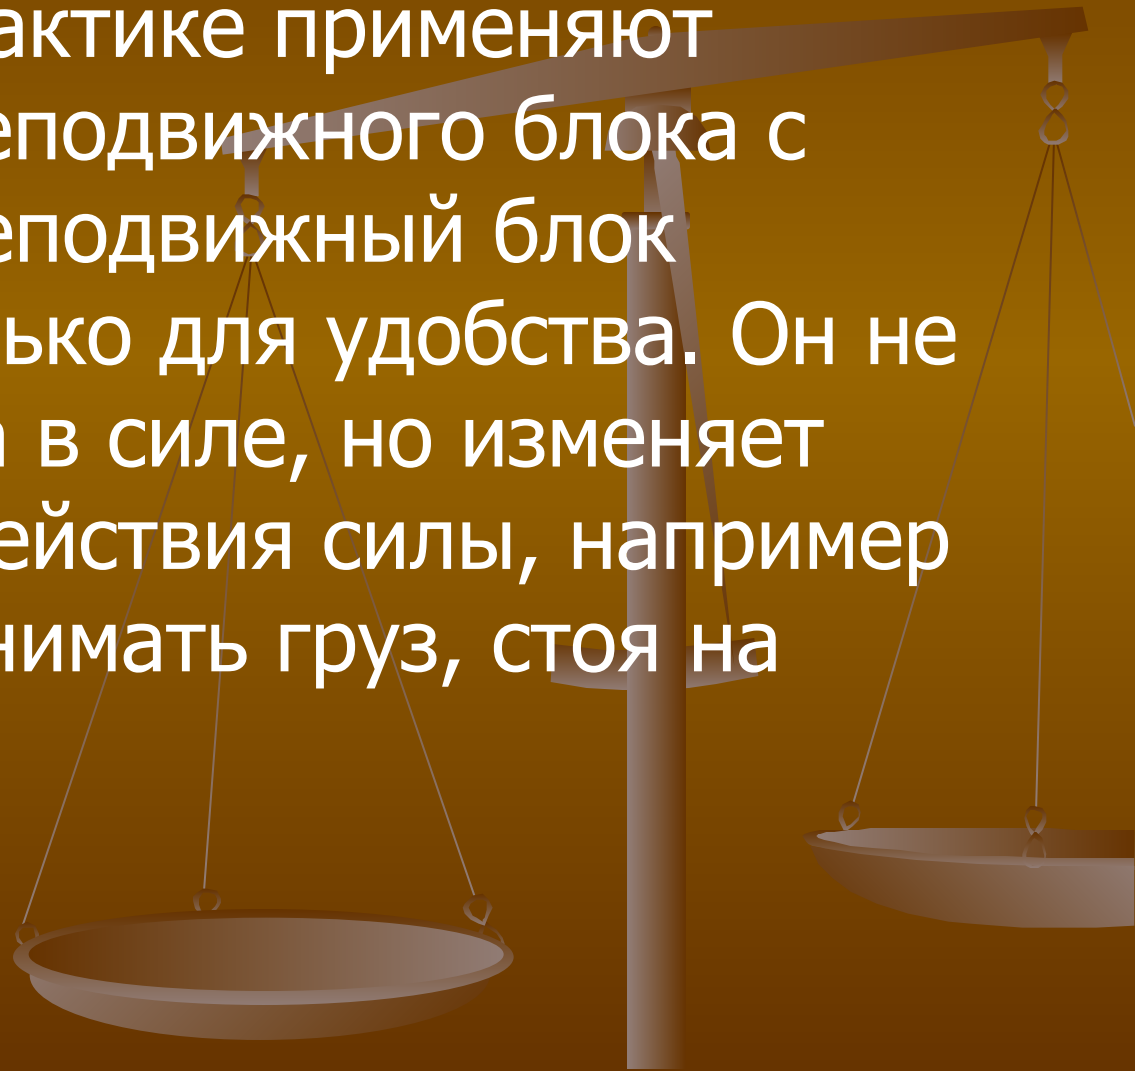 актике применяют
еподвижного блока с
еподвижный блок
ько для удобства. Он не
а в силе, но изменяет
ействия силы, например
нимать груз, стоя на